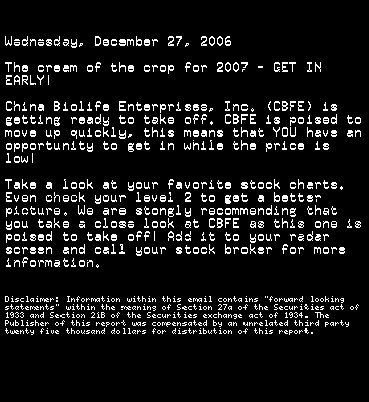 Wednesday, December 27, 2006
The cream of the crop for 2007 - GET IN
EARLY!
China Biolife Enterprises, Inc. (CBFE) is
getting ready to take off. CBFE is poised to
move up quickly, this means that YOU have an
opportunity to get in while the price is
low!
Take a look at your favorite stock charts.
Even check your level 2 to get a better
picture. We are stongly recommending that
you take a close look at CBFE as this one is
poised to take off! Add it to your radar
screen and call your stock broker for more
information.
Disclaimer: Information within this email contains "forward looking
statements" within the meaning of Section 27a of the Securities act of
1933 and Section 21B of the Securities exchange act of 1934. The
Publisher of this report was compensated by an unrelated third party
twenty five thousand dollars for distribution of this report.